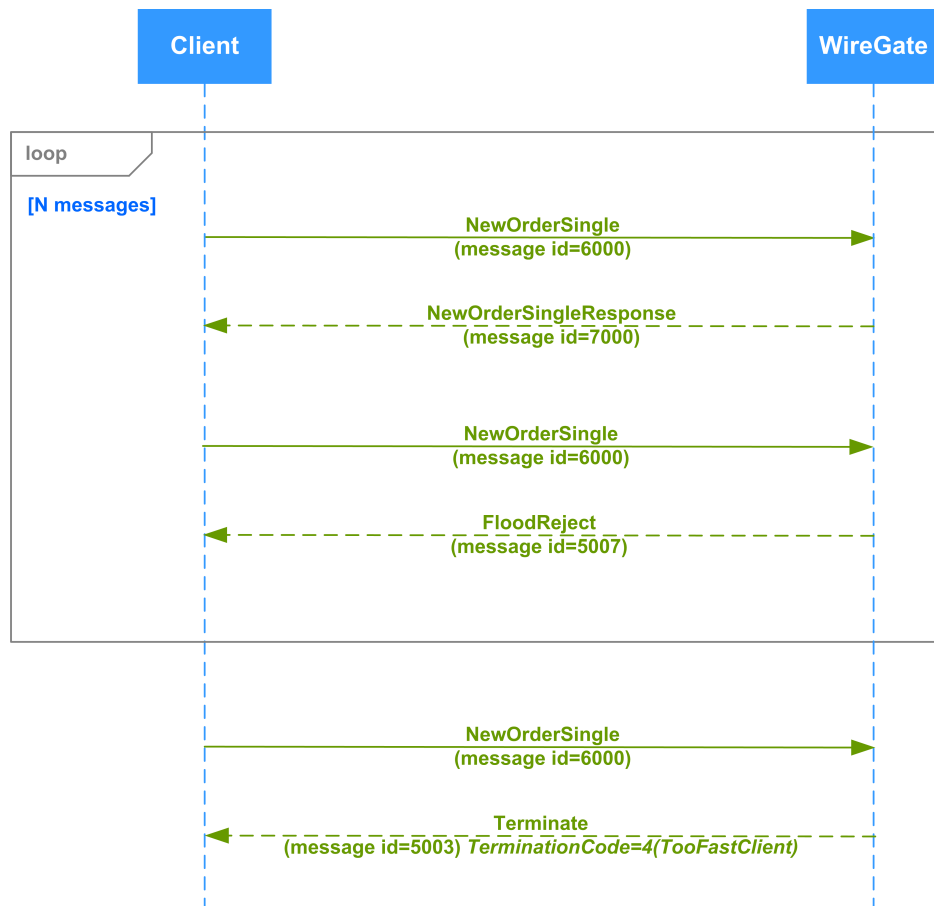 Client
WireGate
loop
[N messages]
NewOrderSingle
(message id=6000)
NewOrderSingleResponse
(message id=7000)
NewOrderSingle
(message id=6000)
FloodReject
(message id=5007)
NewOrderSingle
(message id=6000)
Terminate
(message id=5003) TerminationCode=4(TooFastClient)